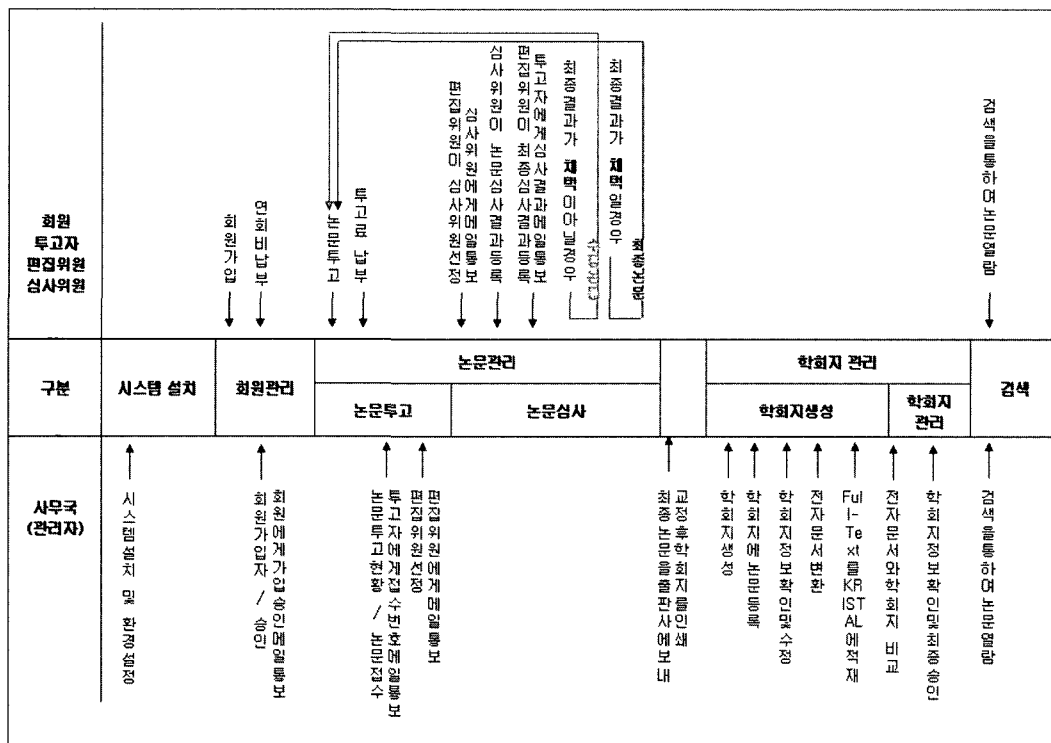 회원
투고자
편집위원
심사위원
회원가입
연회비납부
논문투고
투고료 납부
편집위원이 심사위원선정
심사위원에게메일통보
심사위원이 논문심사결과등록
편집위원이 최종심사결과등록
투고자에게심사결과메일통보
최종결과가 채택이아닐경우
최종결과가 채택일경우
최종논문
검색을통하여논문열람
구분
시스템 설치
회원관리
논문관리
논문투고
논문심사
학회지 관리
학회지생성
학회지
관리
검색
사무국
(관리자)
시스템설치 및 환경설정
회원가입자 / 승인
회원에게가입승인메일통보
논문투고현황 / 논문접수
투고자에게접수번호메일통보
편집위원선정
편집위원에게메일통보
최종논문을출판사에보내
교정후학회지를인쇄
학회지생성
학회지에논문등록
학회지정보확인및수정
전자문서변환
Ful
l-
Te
xt를
KR
IST
AL
에적재
전자문서와학회지 비교
학회지정보확인및최종승인
검색을통하여논문열람